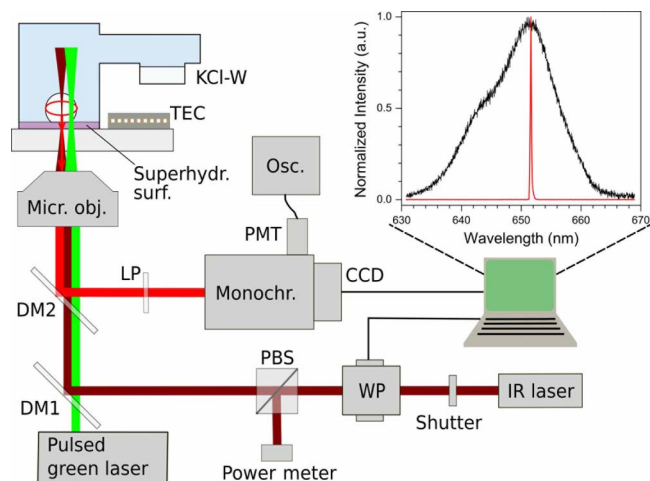 KCl-W
TEC
Superhydr.
surf.
Micr. obj.
Osc.
PMT
LP
Monochr.
CCD
DM2
DM1
PBS
WP
IR laser
Shutter
Pulsed
green laser
Power meter
Normalized Intensity (a.u.)
1.0
0.5
0.0
630
640
650
660
670
Wavelength (nm)